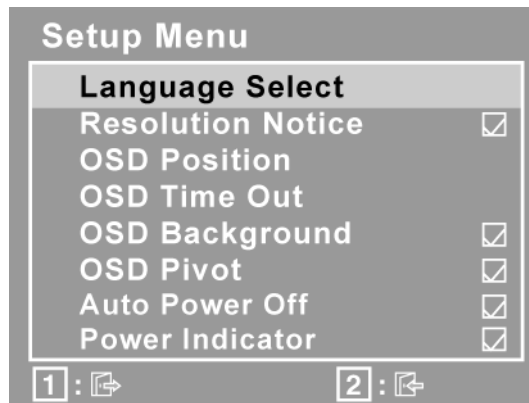 Setup Menu
Language Select
Resolution Notice
OSD Position
OSD Time Out
OSD Background
OSD Pivot
Auto Power Off
Power Indicator
1 : 2 :